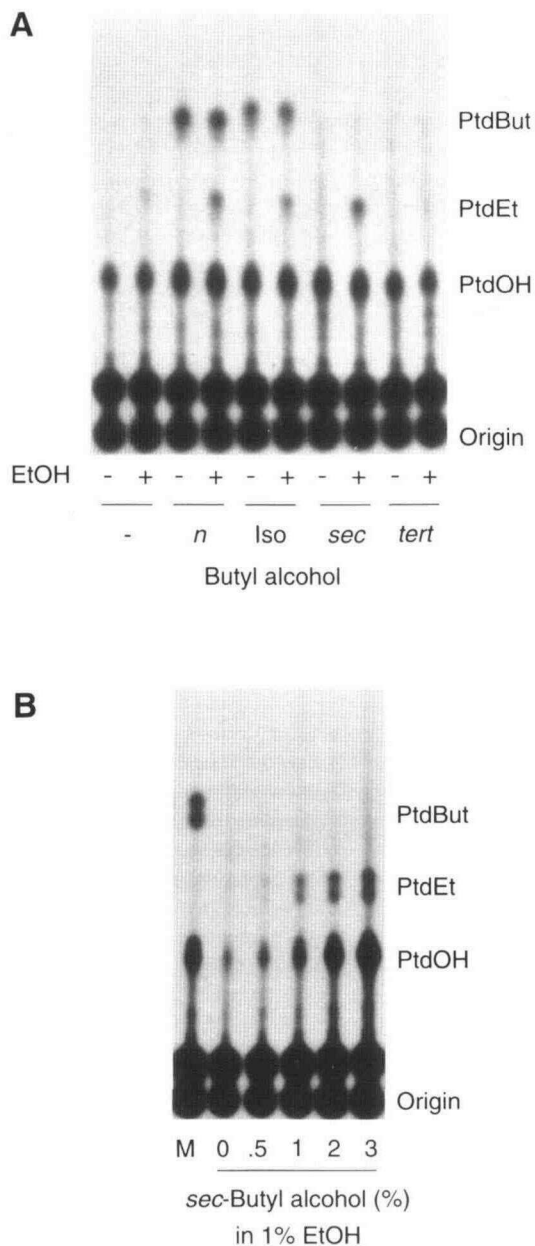 A
PtdBut
PtdEt
PtdOH
Origin
EtOH - + - + - + - + - +
- n Iso sec tert
Butyl alcohol
B
PtdBut
PtdEt
PtdOH
Origin
M 0 .5 1 2 3
sec-Butyl alcohol (%)
in 1% EtOH